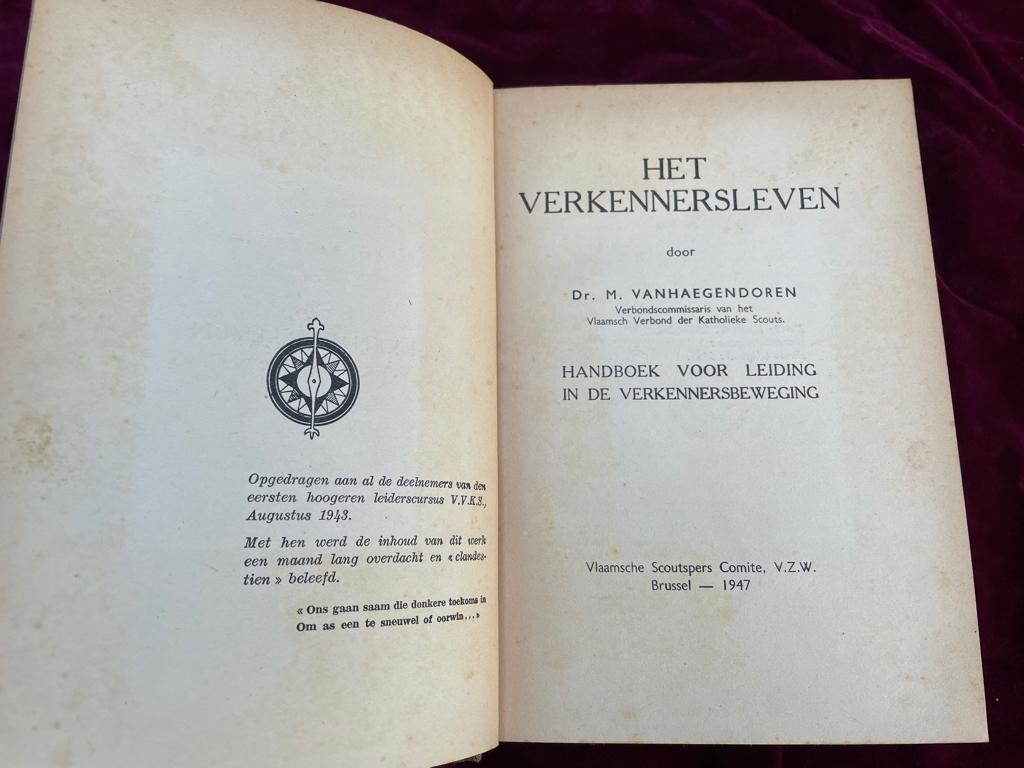 Opgedragen aan al de deelnemers van den
eersten hoogeren leiderscursus V.V.K.S.,
Augustus 1943.
Met hen werd de inhoud van dit werk
een maand lang overdacht en « clandes-
tien » beleefd.
« Ons gaan saam die donkere toekoms in
Om as een te sneuwel of oorwin...»
HET
VERKENNERSLEVEN
door
Dr. M. VANHAEGENDOREN
Verbondscommissaris van het
Vlaamsch Verbond der Katholieke Scouts.
HANDBOEK VOOR LEIDING
IN DE VERKENNERSBEWEGING
Vlaamsche Scoutspers Comite, V.Z.W.
Brussel — 1947